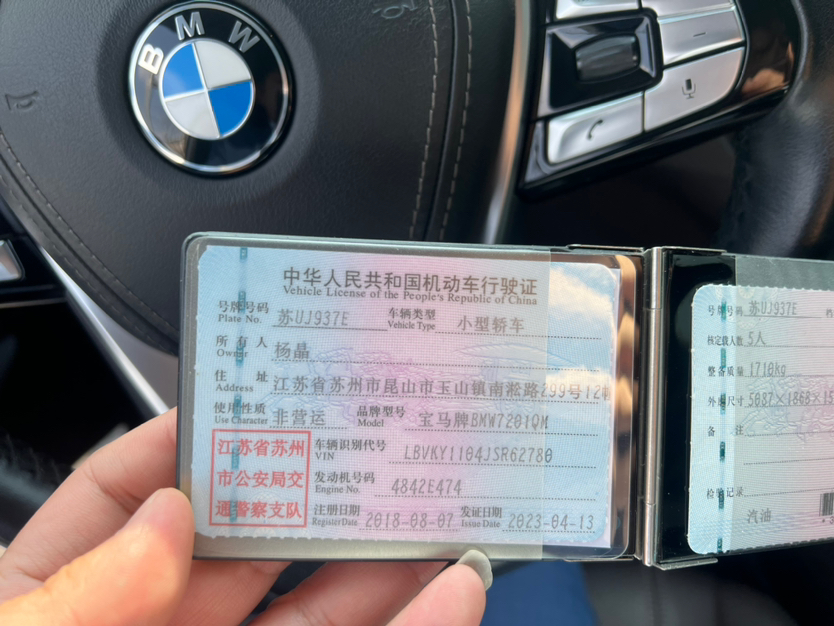 BMW
中华人民共和国机动车行驶证
Vehicle License of the People's Republic of China
号牌号码 苏UJ937E 车辆类型 小型轿车
Plate No. Vehicle Type
所有人 杨晶
Owner
住址 江苏省苏州市昆山市玉山镇南淞路299号12幢
Address
使用性质 非营运 品牌型号 宝马牌BMW7201QM
Use Character Model
江苏省苏州
市公安局交
通警察支队
车辆识别代号 LBVKY1104JSR62780
VIN
发动机号码 4842E474
Engine No.
注册日期 2018-08-07 发证日期 2023-04-13
Register Date Issue Date
号牌号码 苏UJ937E
核定载人数 5人
整备质量 1710kg
外廓尺寸 5087×1868×15
备注
检验记录
汽油